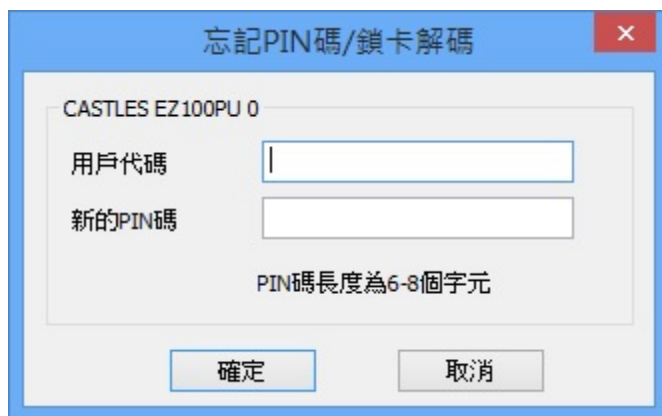 忘記PIN碼/鎖卡解碼
CASTLES EZ100PU 0
用戶代碼
新的PIN碼
PIN碼長度為6-8個字元
確定
取消